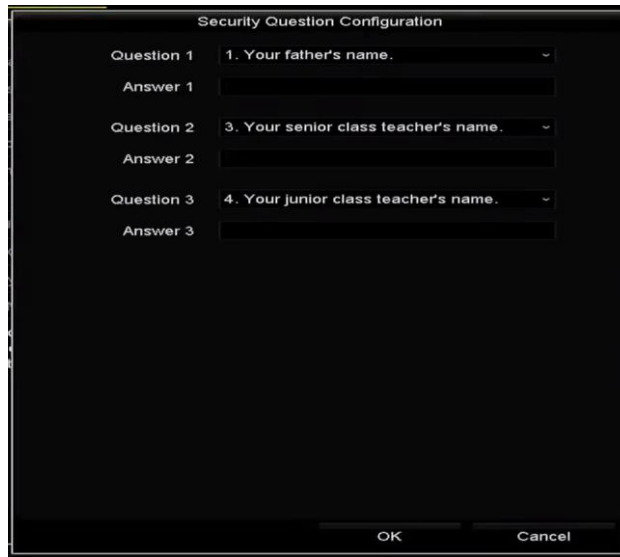 Security Question Configuration
Question 1 1. Your father's name.
Answer 1
Question 2 3. Your senior class teacher's name.
Answer 2
Question 3 4. Your junior class teacher's name.
Answer 3
OK Cancel